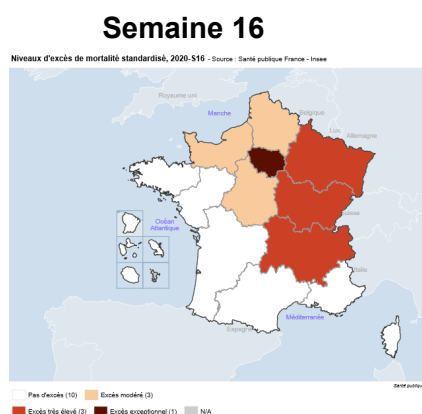 Semaine 16
Niveaux d'excès de mortalité standardisé, 2020-S16 - Source : Santé publique France - Insee
Royaume uni
Manche
Belgique
Lux.
Allemagne
Suisse
Océan
Atlantique
Italie
Méditerranée
Espagne
Santé publique
Pas d'excès (10) Excès modéré (3)
Excès très élevé (3) Excès exceptionnel (1) N/A